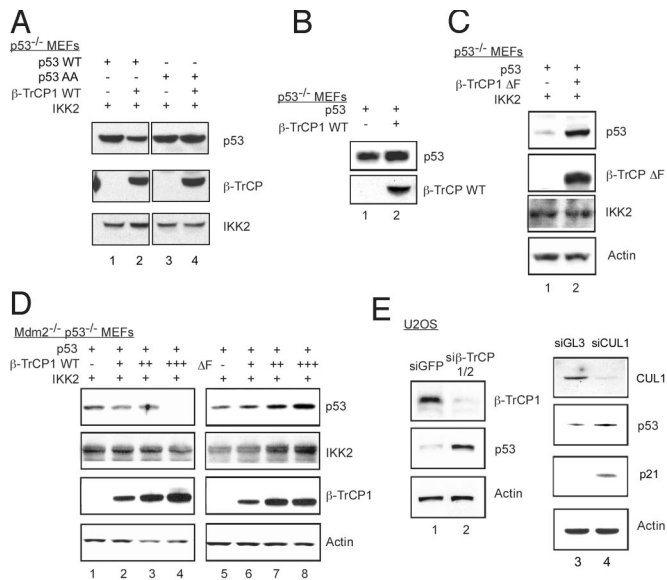 A
p53-/- MEFs
p53 WT + + - -
p53 AA - - + +
β-TrCP1 WT - + - +
IKK2 + + + +
p53
β-TrCP
IKK2
1 2 3 4
B
p53-/- MEFs
p53 + +
β-TrCP1 WT - +
p53
β-TrCP WT
1 2
C
p53-/- MEFs
p53 + +
β-TrCP1 ΔF - +
IKK2 + +
p53
β-TrCP ΔF
IKK2
Actin
1 2
D
Mdm2-/- p53-/- MEFs
p53 + + + + + + + +
β-TrCP1 WT - + ++ +++ ΔF - + ++ +++
IKK2 + + + + + + + +
p53
IKK2
β-TrCP1
Actin
1 2 3 4 5 6 7 8
E
U2OS
siGFP siβ-TrCP 1/2
β-TrCP1
p53
Actin
1 2
siGL3 siCUL1
CUL1
p53
p21
Actin
3 4